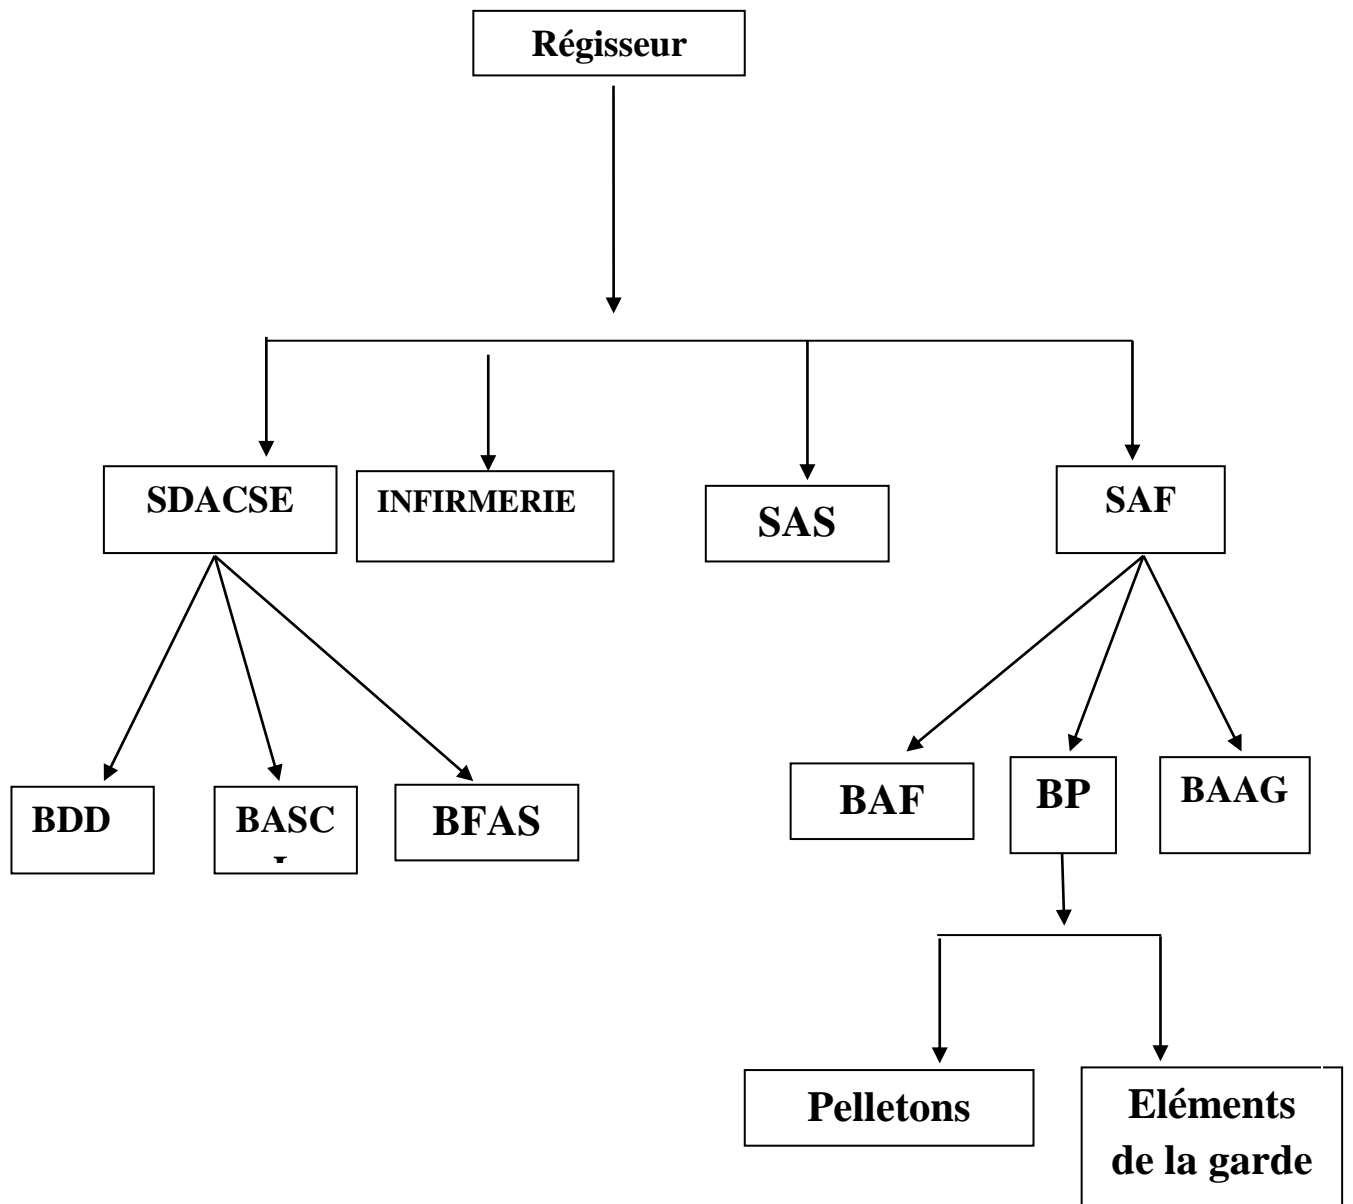 Régisseur
SDACSE
INFIRMERIE
SAS
SAF
BDD
BASC
BFAS
BAF
BP
BAAG
Pelletons
Eléments
de la garde